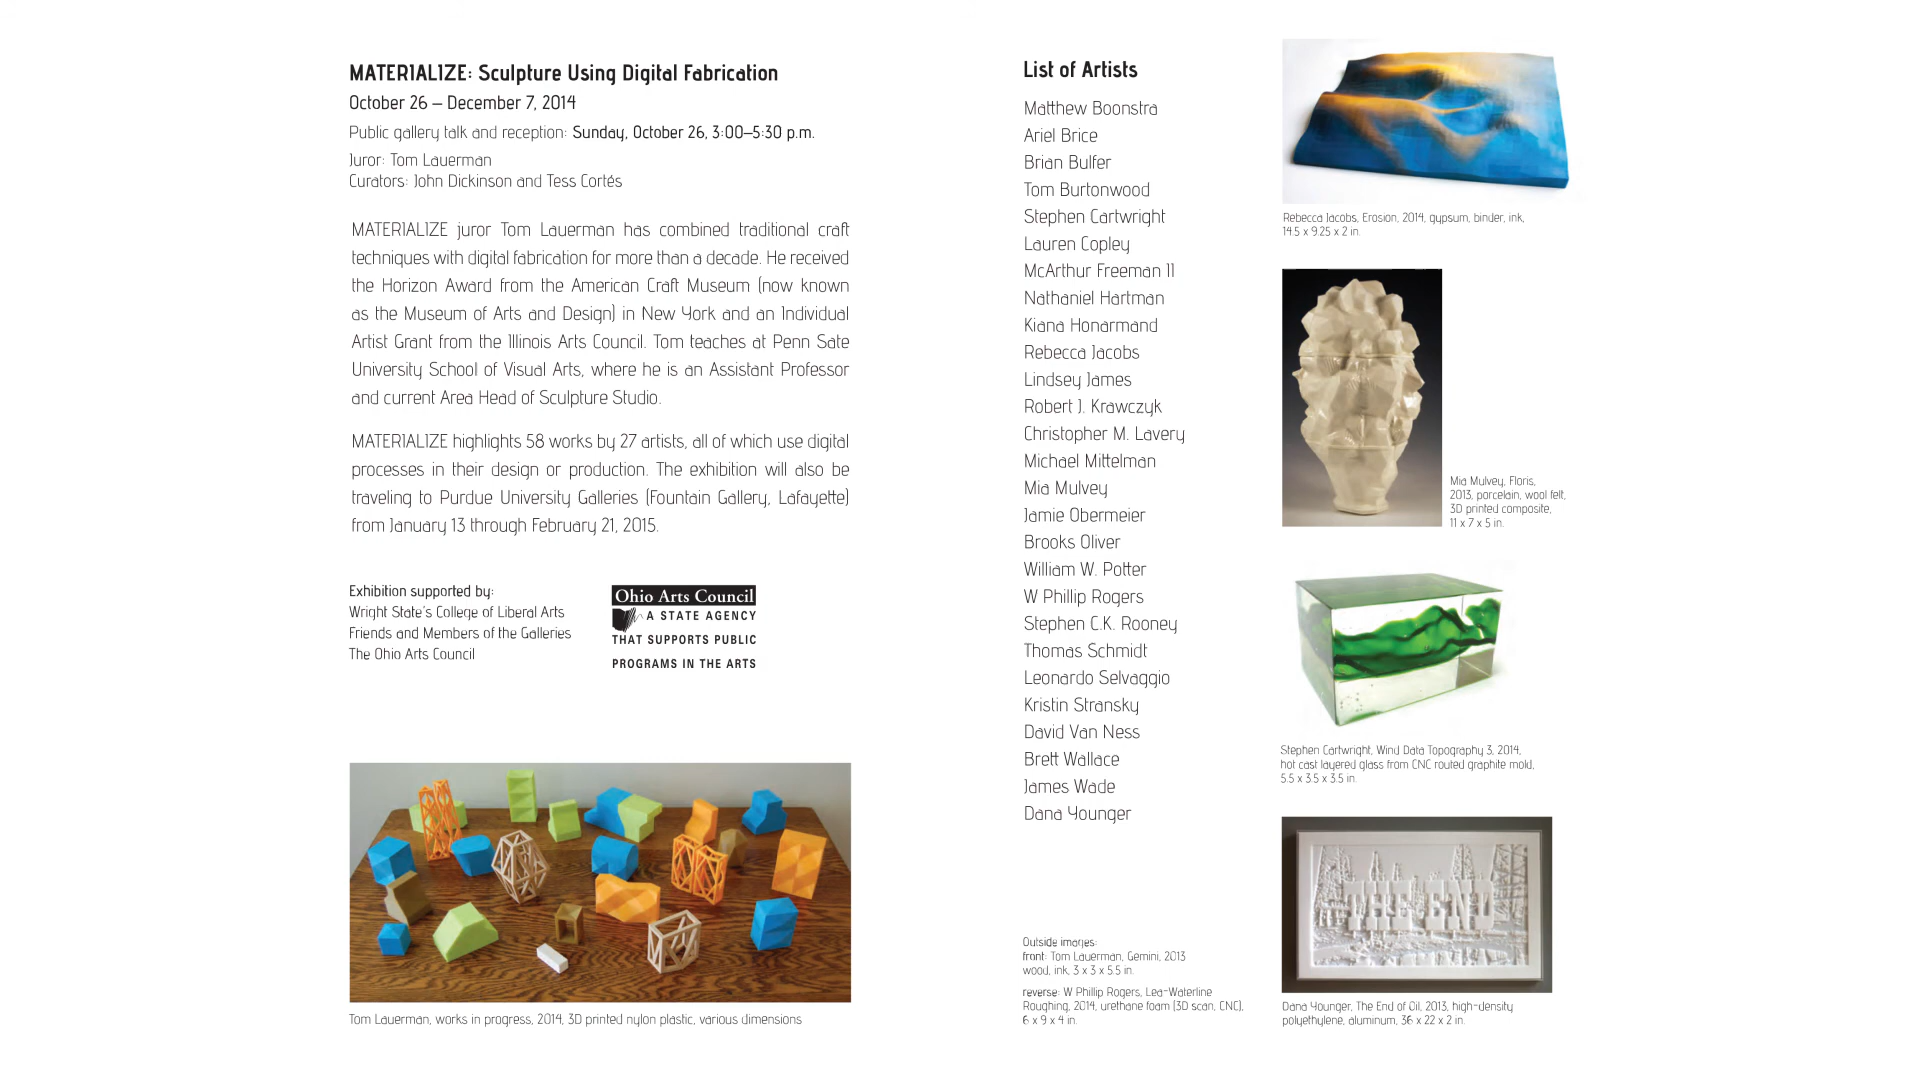 MATERIALIZE: Sculpture Using Digital Fabrication
October 26 – December 7, 2014
Public gallery talk and reception: Sunday, October 26, 3:00–5:30 p.m.
Juror: Tom Lauerman
Curators: John Dickinson and Tess Cortés
MATERIALIZE juror Tom Lauerman has combined traditional craft
techniques with digital fabrication for more than a decade. He received
the Horizon Award from the American Craft Museum (now known
as the Museum of Arts and Design) in New York and an Individual
Artist Grant from the Illinois Arts Council. Tom teaches at Penn Sate
University School of Visual Arts, where he is an Assistant Professor
and current Area Head of Sculpture Studio.
MATERIALIZE highlights 58 works by 27 artists, all of which use digital
processes in their design or production. The exhibition will also be
traveling to Purdue University Galleries (Fountain Gallery, Lafayette)
from January 13 through February 21, 2015.
Exhibition supported by:
Wright State's College of Liberal Arts
Friends and Members of the Galleries
The Ohio Arts Council
Ohio Arts Council
A STATE AGENCY
THAT SUPPORTS PUBLIC
PROGRAMS IN THE ARTS
Tom Lauerman, works in progress, 2014, 3D printed nylon plastic, various dimensions
List of Artists
Matthew Boonstra
Ariel Brice
Brian Bulfer
Tom Burtonwood
Stephen Cartwright
Lauren Copley
McArthur Freeman II
Nathaniel Hartman
Kiana Honarmand
Rebecca Jacobs
Lindsey James
Robert J. Krawczyk
Christopher M. Lavery
Michael Mittelman
Mia Mulvey
Jamie Obermeier
Brooks Oliver
William W. Potter
W Phillip Rogers
Stephen C.K. Rooney
Thomas Schmidt
Leonardo Selvaggio
Kristin Stransky
David Van Ness
Brett Wallace
James Wade
Dana Younger
Outside images:
front: Tom Lauerman, Gemini, 2013
wood, ink, 3 x 3 x 5.5 in.
reverse: W Phillip Rogers, Lea-Waterline
Roughing, 2014, urethane foam (3D scan, CNC),
6 x 9 x 4 in.
Rebecca Jacobs, Erosion, 2014, gypsum, binder, ink,
14.5 x 9.25 x 2 in.
Mia Mulvey, Floris,
2013, porcelain, wool felt,
3D printed composite,
11 x 7 x 5 in.
Stephen Cartwright, Wind Data Topography 3, 2014,
hot cast layered glass from CNC routed graphite mold,
5.5 x 3.5 x 3.5 in.
THE END
Dana Younger, The End of Oil, 2013, high-density
polyethylene, aluminum, 36 x 22 x 2 in.